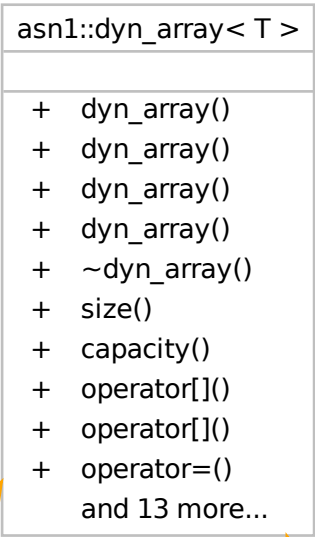 asn1::dyn_array< T >
+ dyn_array()
+ dyn_array()
+ dyn_array()
+ dyn_array()
+ ~dyn_array()
+ size()
+ capacity()
+ operator[]()
+ operator[]()
+ operator=()
and 13 more...